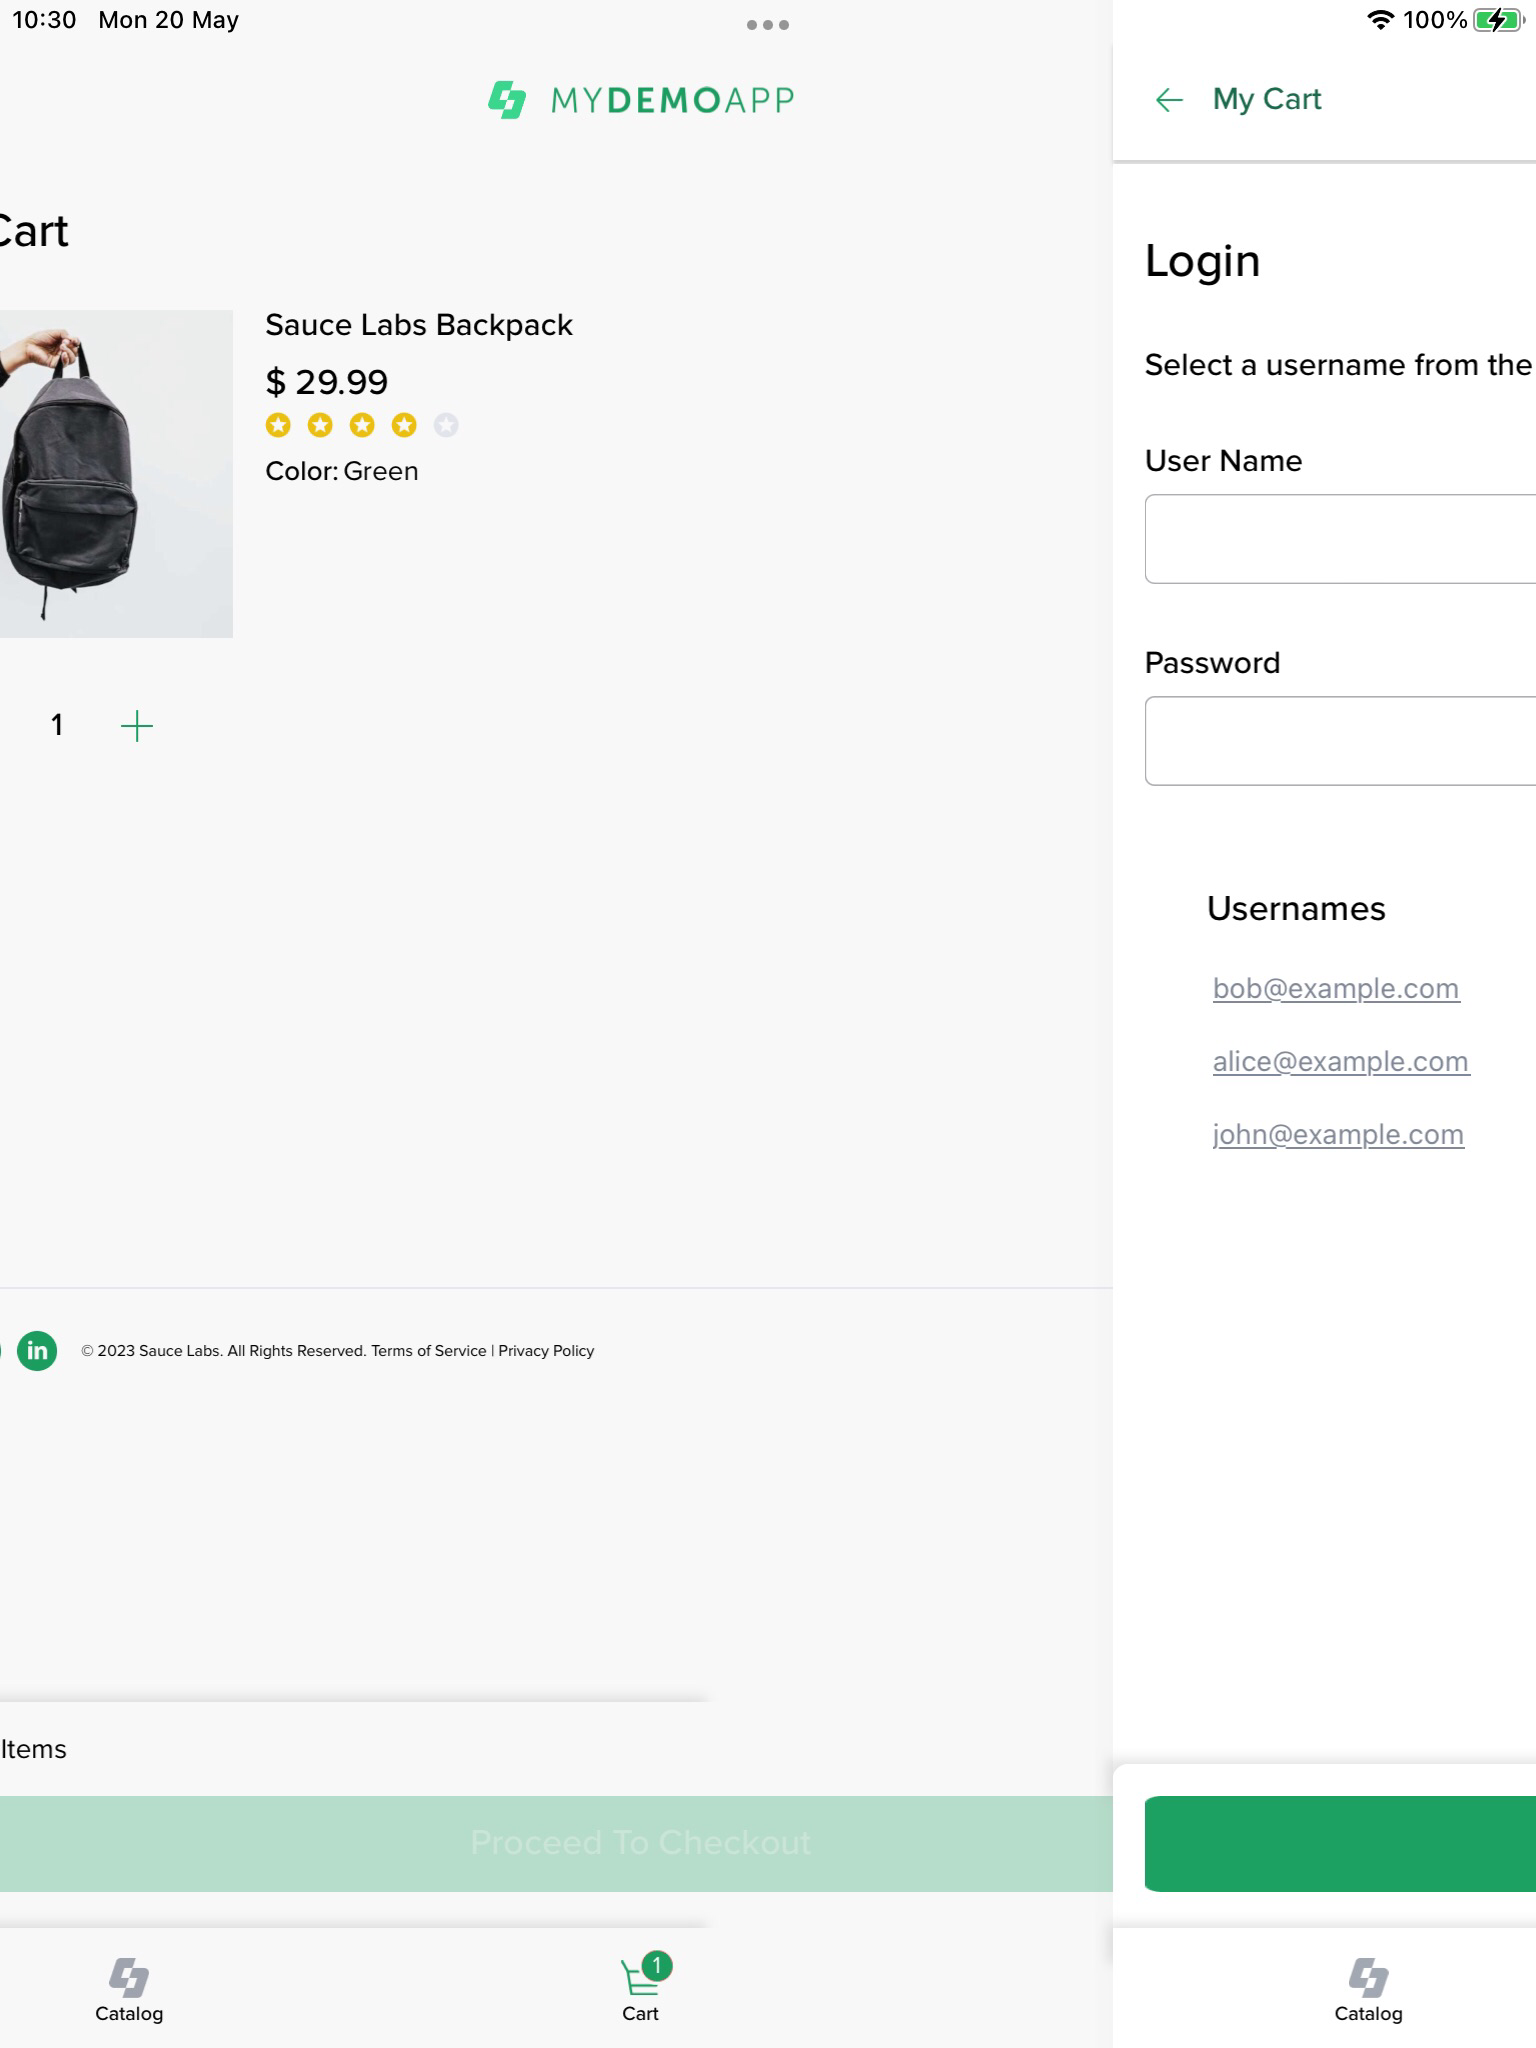 10:30 Mon 20 May
100%
MYDEMOAPP
Cart
Sauce Labs Backpack
$ 29.99
Color: Green
1
in
© 2023 Sauce Labs. All Rights Reserved. Terms of Service | Privacy Policy
Items
Proceed To Checkout
Catalog
1
Cart
My Cart
Login
Select a username from the
User Name
Password
Usernames
bob@example.com
alice@example.com
john@example.com
Catalog